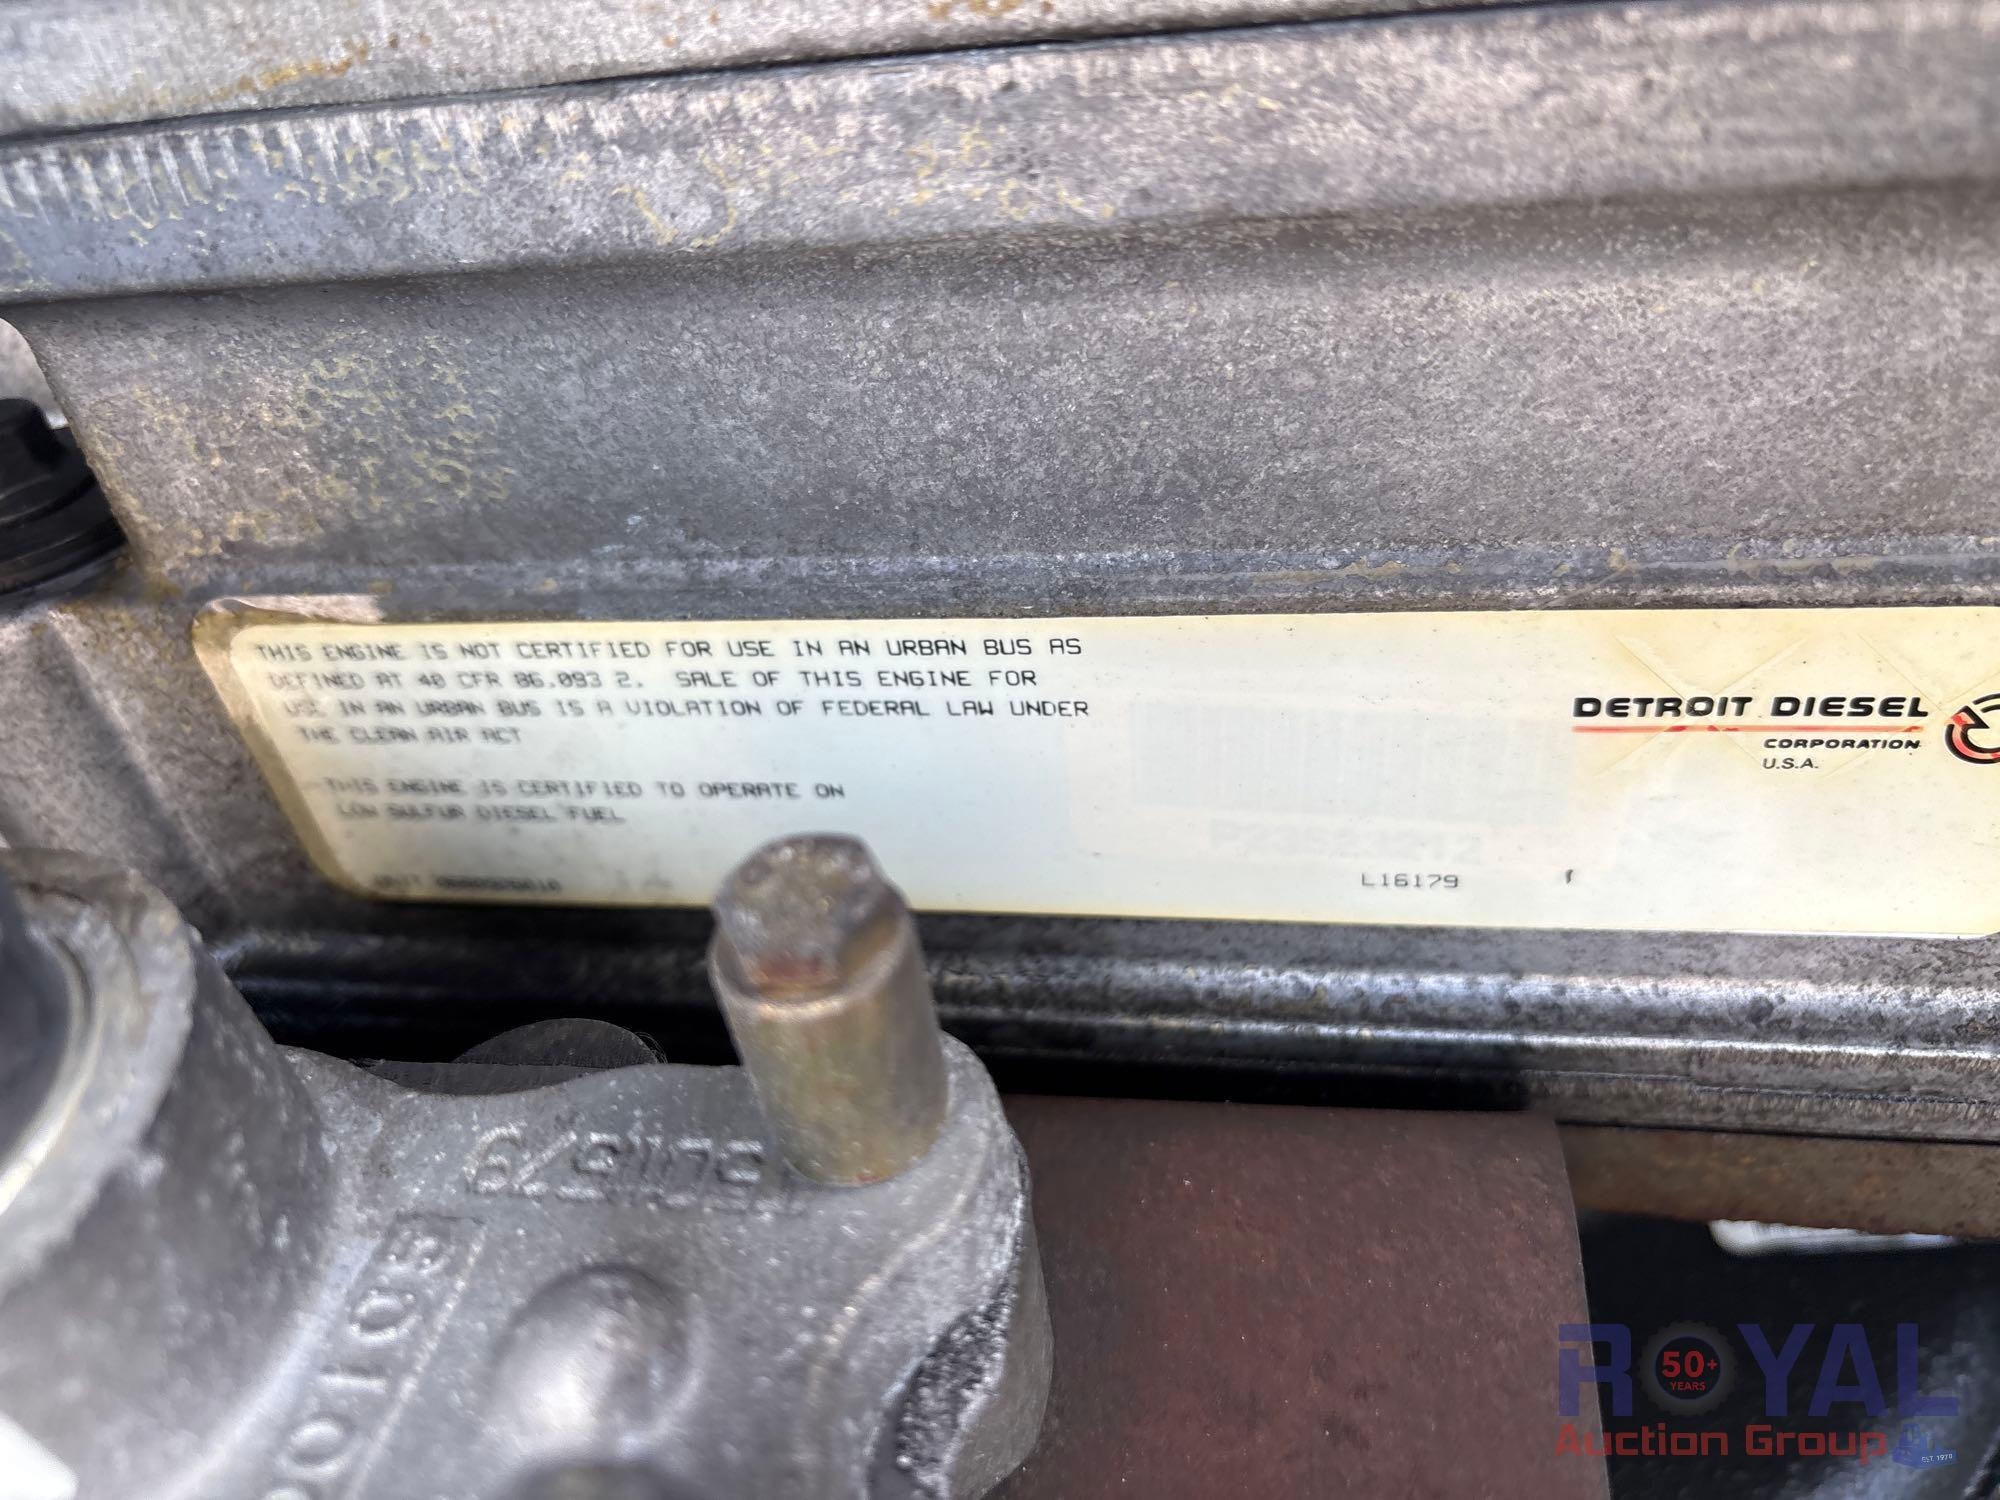 THIS ENGINE IS NOT CERTIFIED FOR USE IN AN URBAN BUS AS
DEFINED AT 40 CFR 86.093 2. SALE OF THIS ENGINE FOR
USE IN AN URBAN BUS IS A VIOLATION OF FEDERAL LAW UNDER
THE CLEAN AIR ACT
THIS ENGINE IS CERTIFIED TO OPERATE ON
LOW SULFUR DIESEL FUEL
UNIT
L16179
DETROIT DIESEL
CORPORATION
U.S.A.
ROYAL
50+
YEARS
Auction Group
EST. 1970